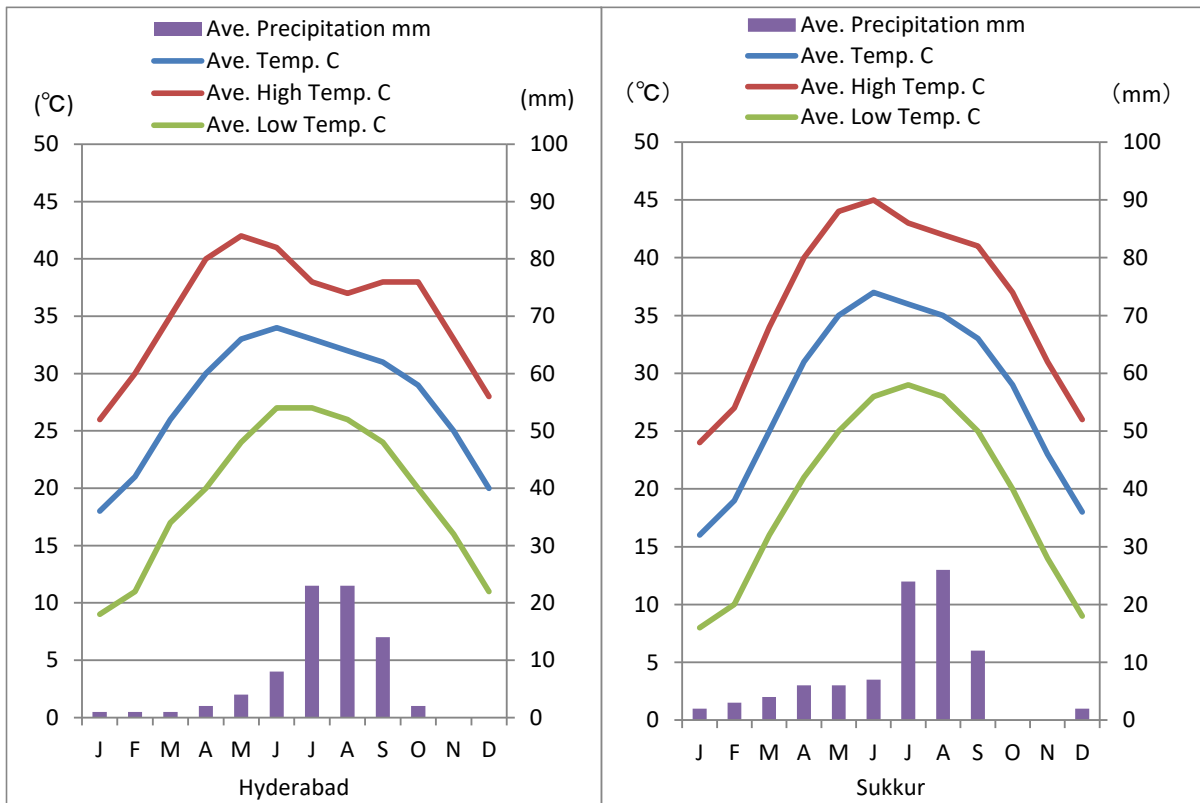 Ave. Precipitation mm
Ave. Temp. C
Ave. High Temp. C
Ave. Low Temp. C
(℃) (mm)
50 100
45 90
40 80
35 70
30 60
25 50
20 40
15 30
10 20
5 10
0 0
J F M A M J J A S O N D
Hyderabad
Ave. Precipitation mm
Ave. Temp. C
Ave. High Temp. C
Ave. Low Temp. C
(℃) (mm)
50 100
45 90
40 80
35 70
30 60
25 50
20 40
15 30
10 20
5 10
0 0
J F M A M J J A S O N D
Sukkur